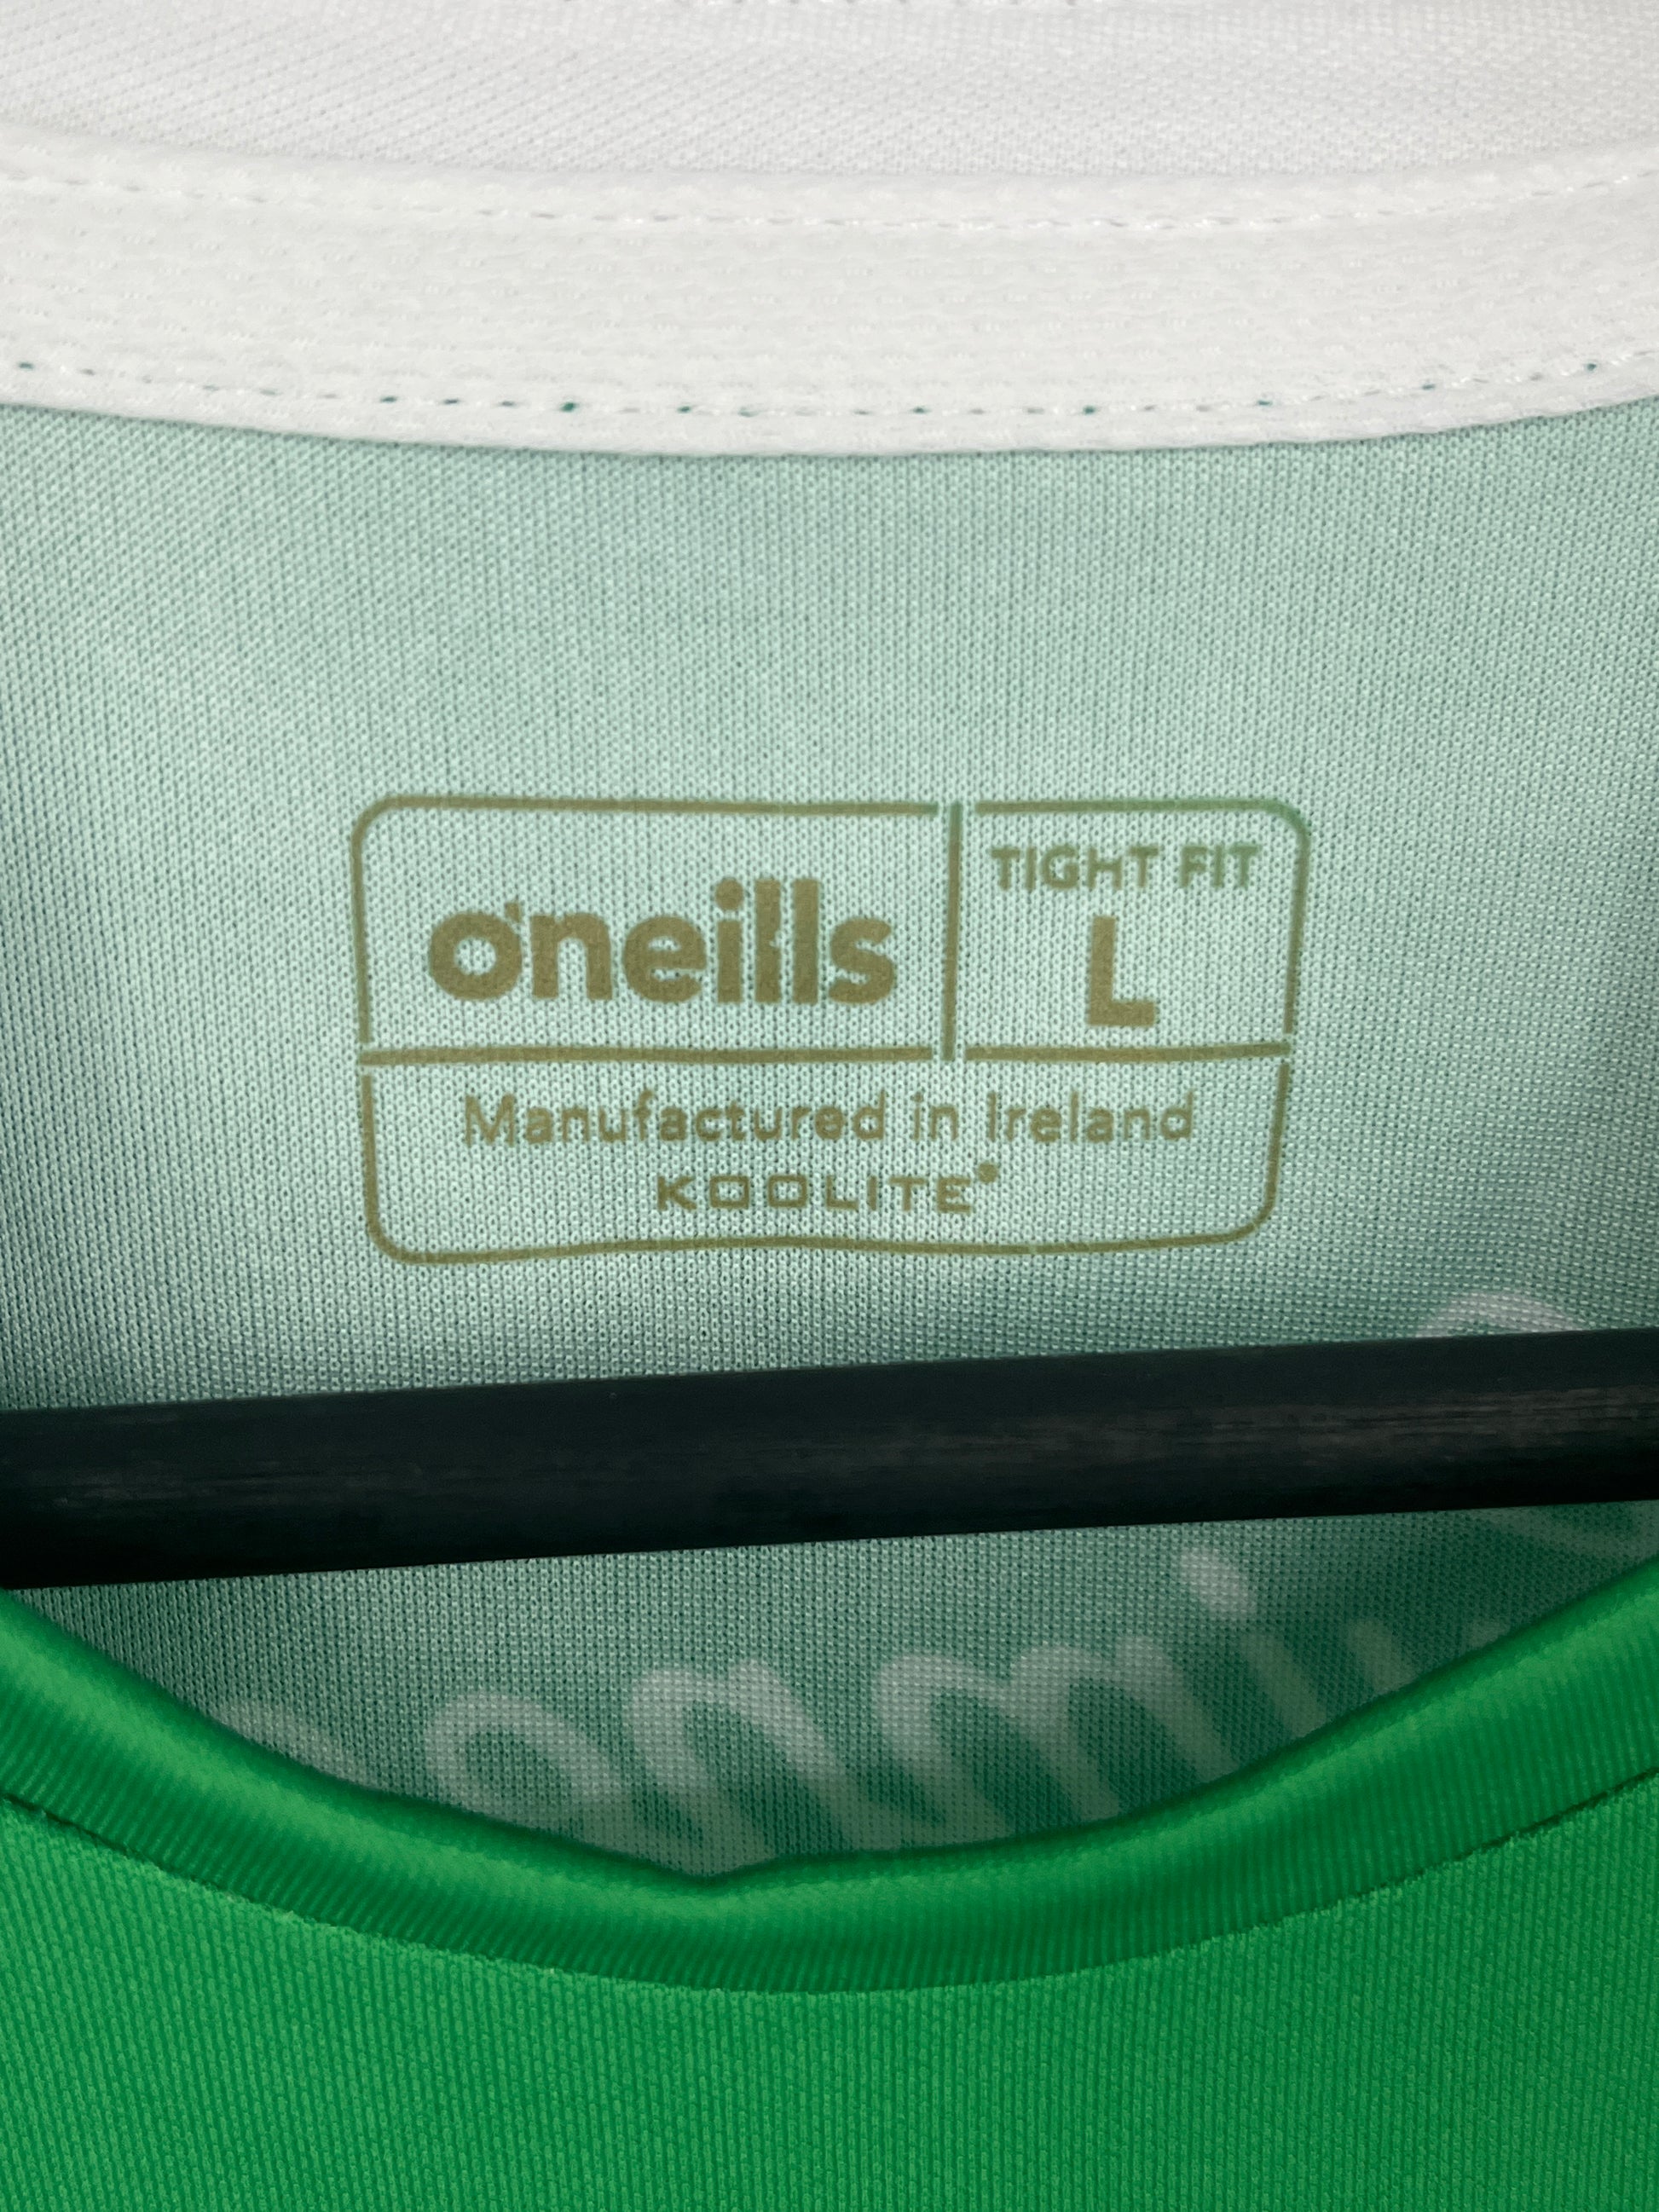 o'neills
TIGHT FIT
L
Manufactured in Ireland
KOOLITE